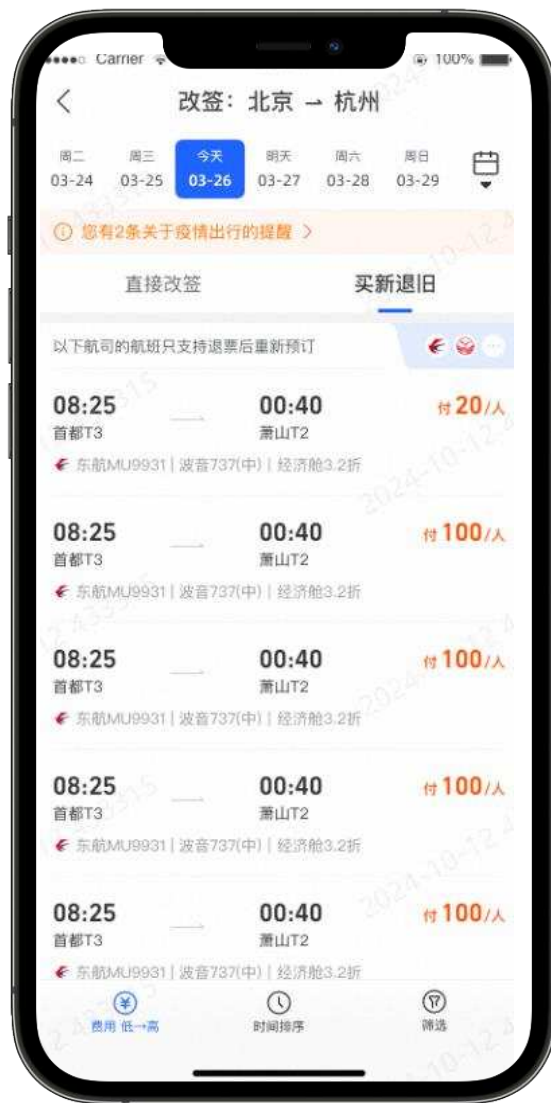 Carrier 100%
改签：北京 → 杭州
周二 周三 今天 明天 周六 周日
03-24 03-25 03-26 03-27 03-28 03-29
您有2条关于疫情出行的提醒 >
直接改签 买新退旧
以下航司的航班只支持退票后重新预订
08:25 00:40 付20/人
首都T3 萧山T2
东航MU9931 | 波音737(中) | 经济舱3.2折
08:25 00:40 付100/人
首都T3 萧山T2
东航MU9931 | 波音737(中) | 经济舱3.2折
08:25 00:40 付100/人
首都T3 萧山T2
东航MU9931 | 波音737(中) | 经济舱3.2折
08:25 00:40 付100/人
首都T3 萧山T2
东航MU9931 | 波音737(中) | 经济舱3.2折
08:25 00:40 付100/人
首都T3 萧山T2
东航MU9931 | 波音737(中) | 经济舱3.2折
费用 低→高 时间排序 筛选